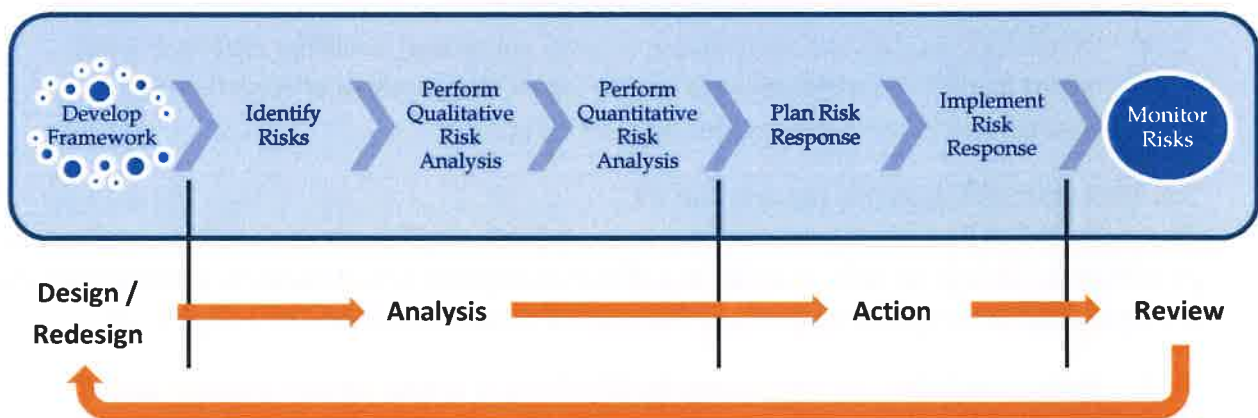 Develop
Framework
Identify
Risks
Perform
Qualitative
Risk
Analysis
Perform
Quantitative
Risk
Analysis
Plan Risk
Response
Implement
Risk
Response
Monitor
Risks
Design /
Redesign
Analysis
Action
Review